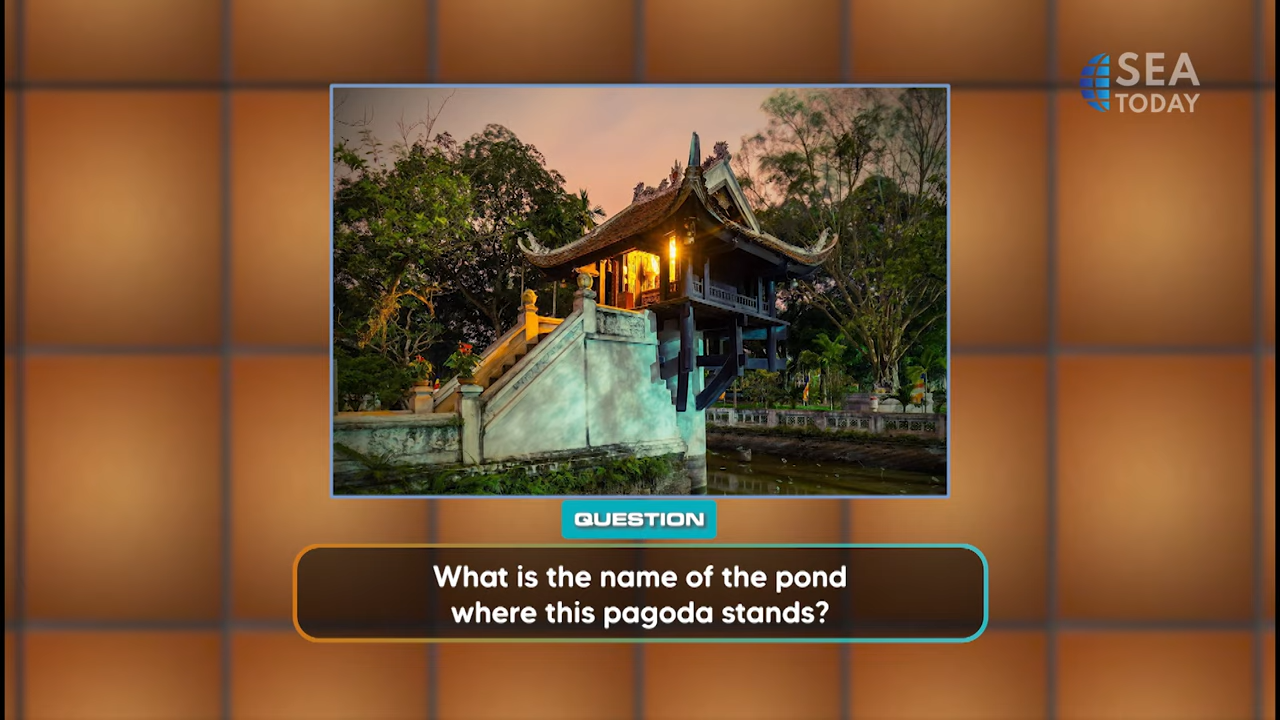 SEA
TODAY
QUESTION
What is the name of the pond
where this pagoda stands?